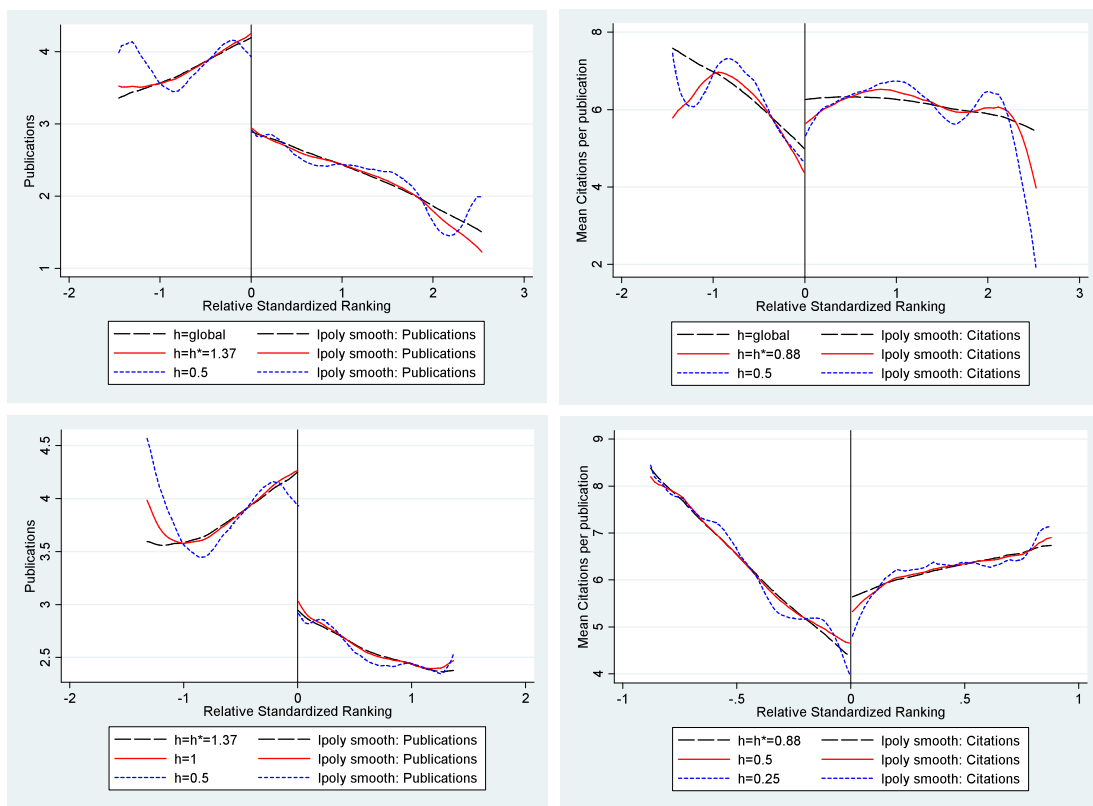 Publications
4
3
2
1
-2 -1 0 1 2 3
Relative Standardized Ranking
h=global lpoly smooth: Publications
h=h*=1.37 lpoly smooth: Publications
h=0.5 lpoly smooth: Publications
Mean Citations per publication
8
6
4
2
-2 -1 0 1 2 3
Relative Standardized Ranking
h=global lpoly smooth: Citations
h=h*=0.88 lpoly smooth: Citations
h=0.5 lpoly smooth: Citations
Publications
4.5
4
3.5
3
2.5
-2 -1 0 1 2
Relative Standardized Ranking
h=h*=1.37 lpoly smooth: Publications
h=1 lpoly smooth: Publications
h=0.5 lpoly smooth: Publications
Mean Citations per publication
9
8
7
6
5
4
-1 -.5 0 .5 1
Relative Standardized Ranking
h=h*=0.88 lpoly smooth: Citations
h=0.5 lpoly smooth: Citations
h=0.25 lpoly smooth: Citations